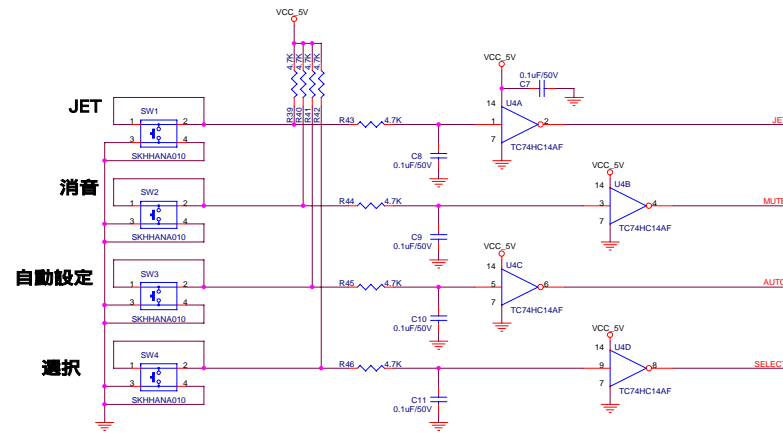 VCC_5V
4.7K
4.7K
4.7K
4.7K
R39
R40
R41
R42
VCC_5V
0.1uF/50V
C7
JET
SW1
1
2
3
4
SKHHANA010
R43
4.7K
C8
0.1uF/50V
14
U4A
1
2
7
TC74HC14AF
JE
消音
SW2
1
2
3
4
SKHHANA010
R44
4.7K
C9
0.1uF/50V
VCC_5V
14
U4B
3
4
7
TC74HC14AF
MUTE
自動設定
SW3
1
2
3
4
SKHHANA010
R45
4.7K
C10
0.1uF/50V
VCC_5V
14
U4C
5
6
7
TC74HC14AF
AUTO
選択
SW4
1
2
3
4
SKHHANA010
R46
4.7K
C11
0.1uF/50V
VCC_5V
14
U4D
9
8
7
TC74HC14AF
SELECT